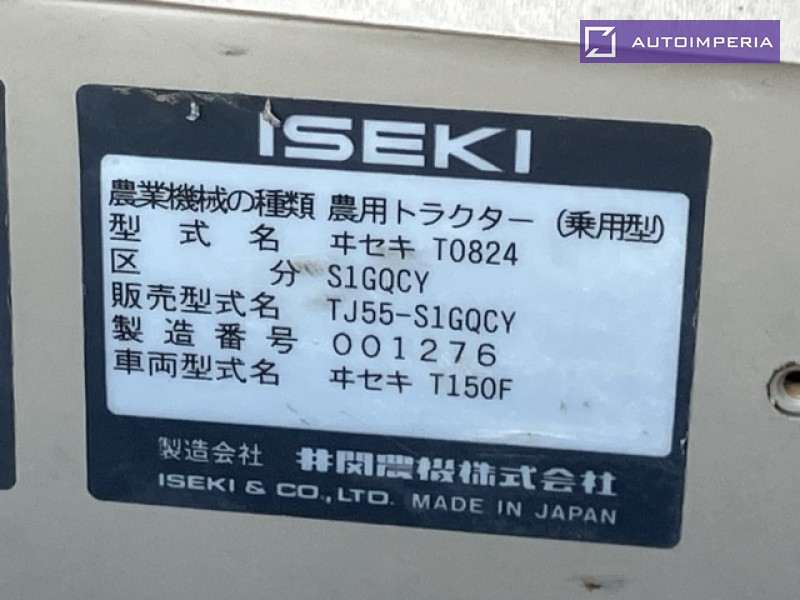 AUTOIMPERIA
ISEKI
農業機械の種類 農用トラクター (乗用型)
型式名 ヰセキ T0824
区分 S1GQCY
販売型式名 TJ55-S1GQCY
製造番号 001276
車両型式名 ヰセキ T150F
製造会社 井関農機株式会社
ISEKI & CO., LTD. MADE IN JAPAN